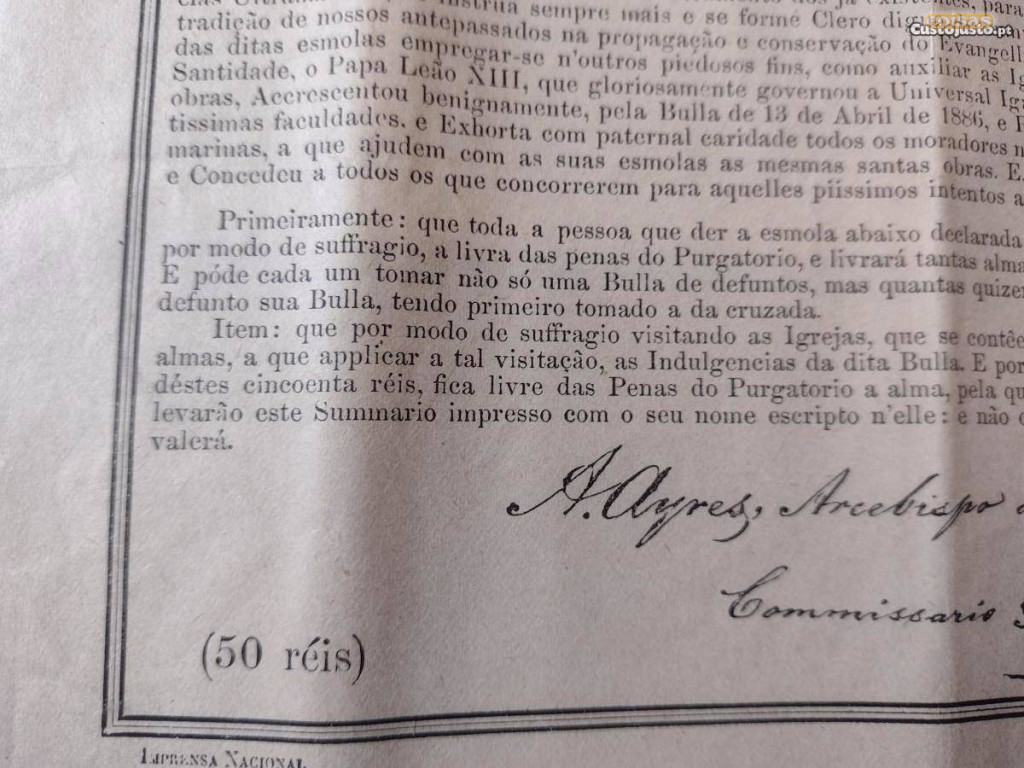 instrua sempre mais e se forme Clero
tradição de nossos antepassados na propagação e conservação do
das ditas esmolas empregar-se n'outros piedosos fins, como auxiliar as
Santidade, o Papa Leão XIII, que gloriosamente governou a Universal
obras, Accrescentou benignamente, pela Bulla de 13 de Abril de 1886, e
tissimas faculdades, e Exhorta com paternal caridade todos os moradores
marinas, a que ajudem com as suas esmolas as mesmas santas obras.
e Concedeu a todos os que concorrerem para aquelles piissimos intentos
Primeiramente: que toda a pessoa que der a esmola abaixo declarada
por modo de suffragio, a livra das penas do Purgatorio, e livrará tantas
E póde cada um tomar não só uma Bulla de defuntos, mas quantas
defunto sua Bulla, tendo primeiro tomado a da cruzada.
Item: que por modo de suffragio visitando as Igrejas, que se
almas, a que applicar a tal visitação, as Indulgencias da dita Bulla. E por
déstes cincoenta réis, fica livre das Penas do Purgatorio a alma, pela
levarão este Summario impresso com o seu nome escripto n'elle: e não
valerá.
A. Ayres, Arcebispo
Commissario
(50 réis)
IMPRENSA NACIONAL
coisas
CustoJusto.pt